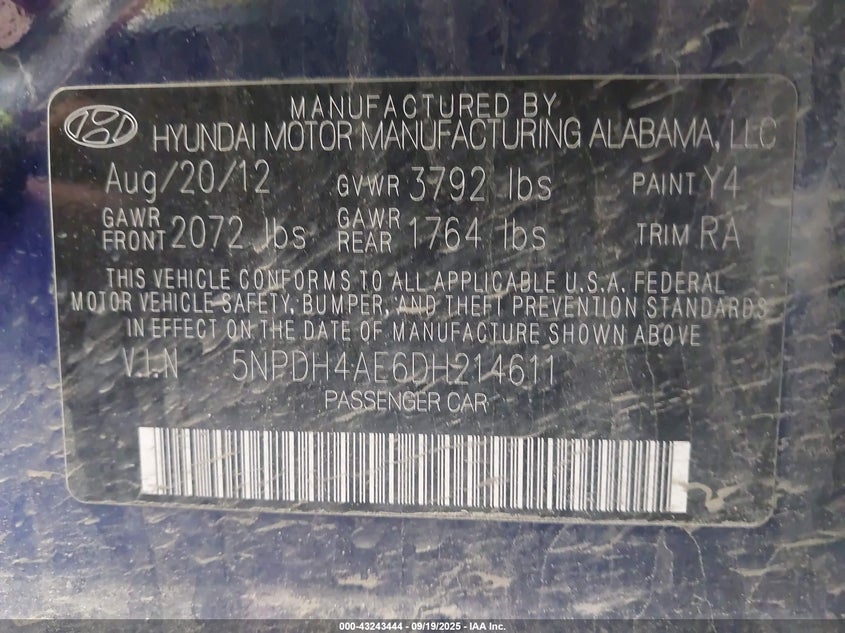 MANUFACTURED BY
HYUNDAI MOTOR MANUFACTURING ALABAMA, LLC
Aug/20/12 GVWR 3792 lbs PAINT Y4
GAWR FRONT 2072 lbs GAWR REAR 1764 lbs TRIM RA
THIS VEHICLE CONFORMS TO ALL APPLICABLE U.S.A. FEDERAL
MOTOR VEHICLE SAFETY, BUMPER, AND THEFT PREVENTION STANDARDS
IN EFFECT ON THE DATE OF MANUFACTURE SHOWN ABOVE
V.I.N 5NPDH4AE6DH214611
PASSENGER CAR
000-43243444 - 09/19/2025 - IAA Inc.